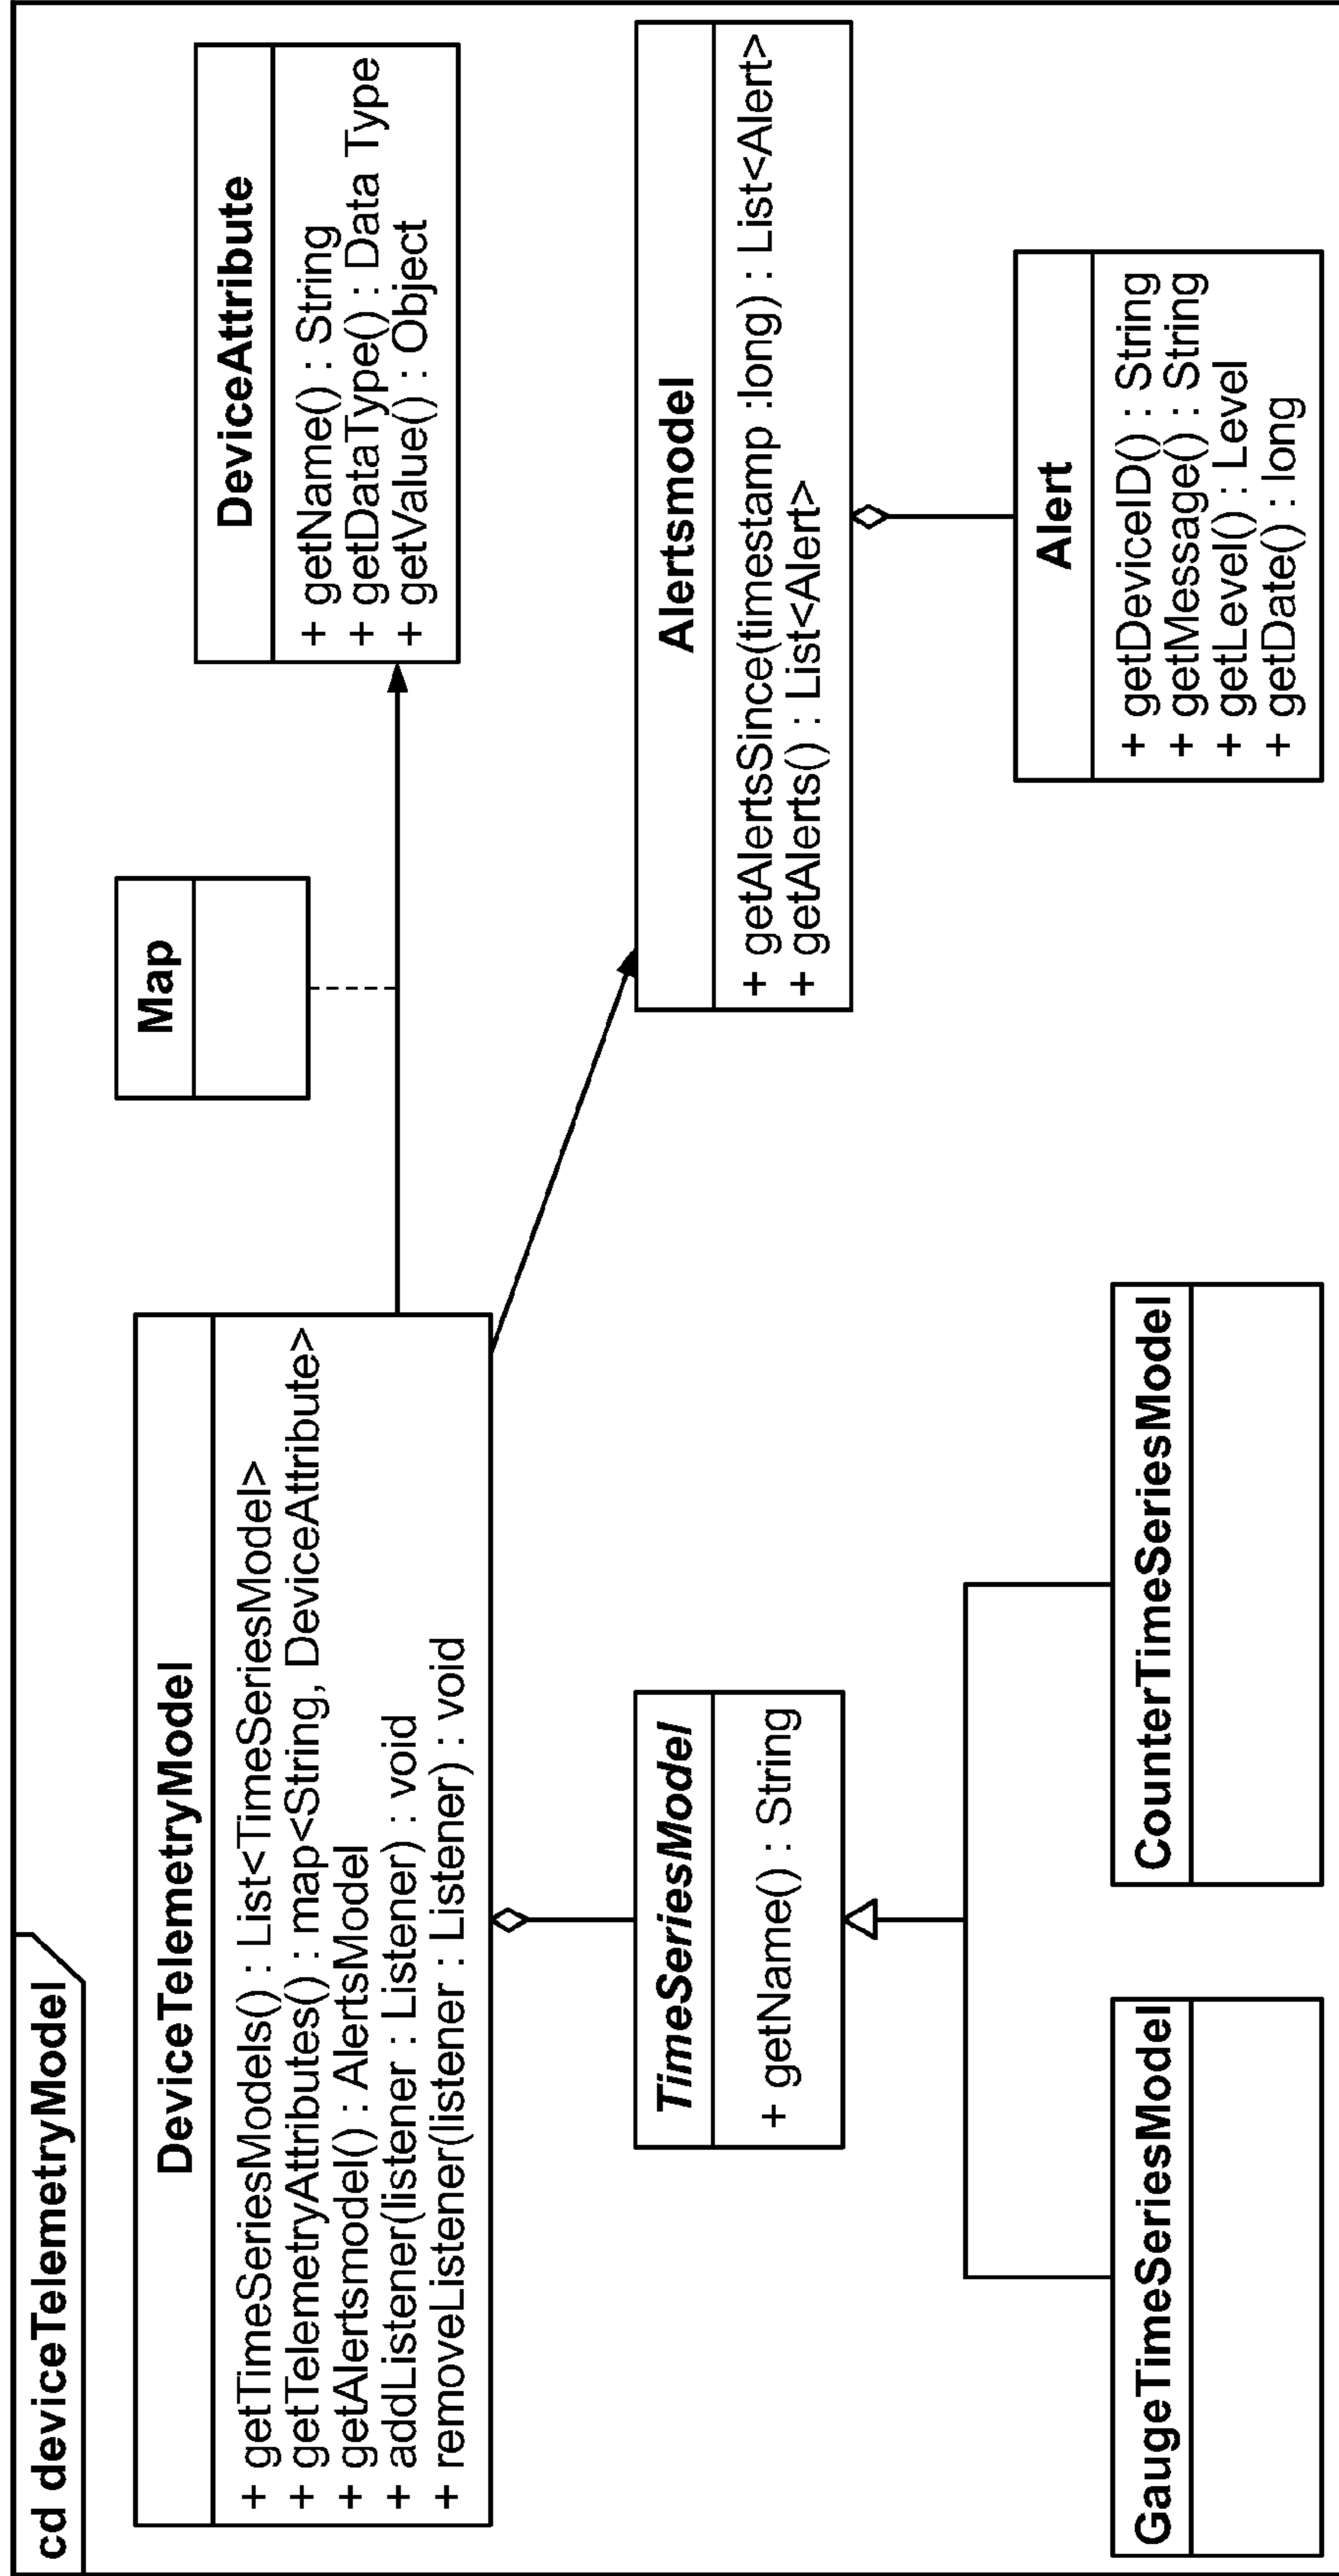 cd deviceTelemetryModel
DeviceTelemetryModel
+ getTimeSeriesModels() : List<TimeSeriesModel>
+ getTelemetryAttributes() : map<String, DeviceAttribute>
+ getAlertsmodel() : AlertsModel
+ addListener(listener : Listener) : void
+ removeListener(listener : Listener) : void
Map
DeviceAttribute
+ getName() : String
+ getDataType() : Data Type
+ getValue() : Object
TimeSeriesModel
+ getName() : String
Alertsmodel
+ getAlertsSince(timestamp :long) : List<Alert>
+ getAlerts() : List<Alert>
GaugeTimeSeriesModel
CounterTimeSeriesModel
Alert
+ getDeviceID() : String
+ getMessage() : String
+ getLevel() : Level
+ getDate() : long